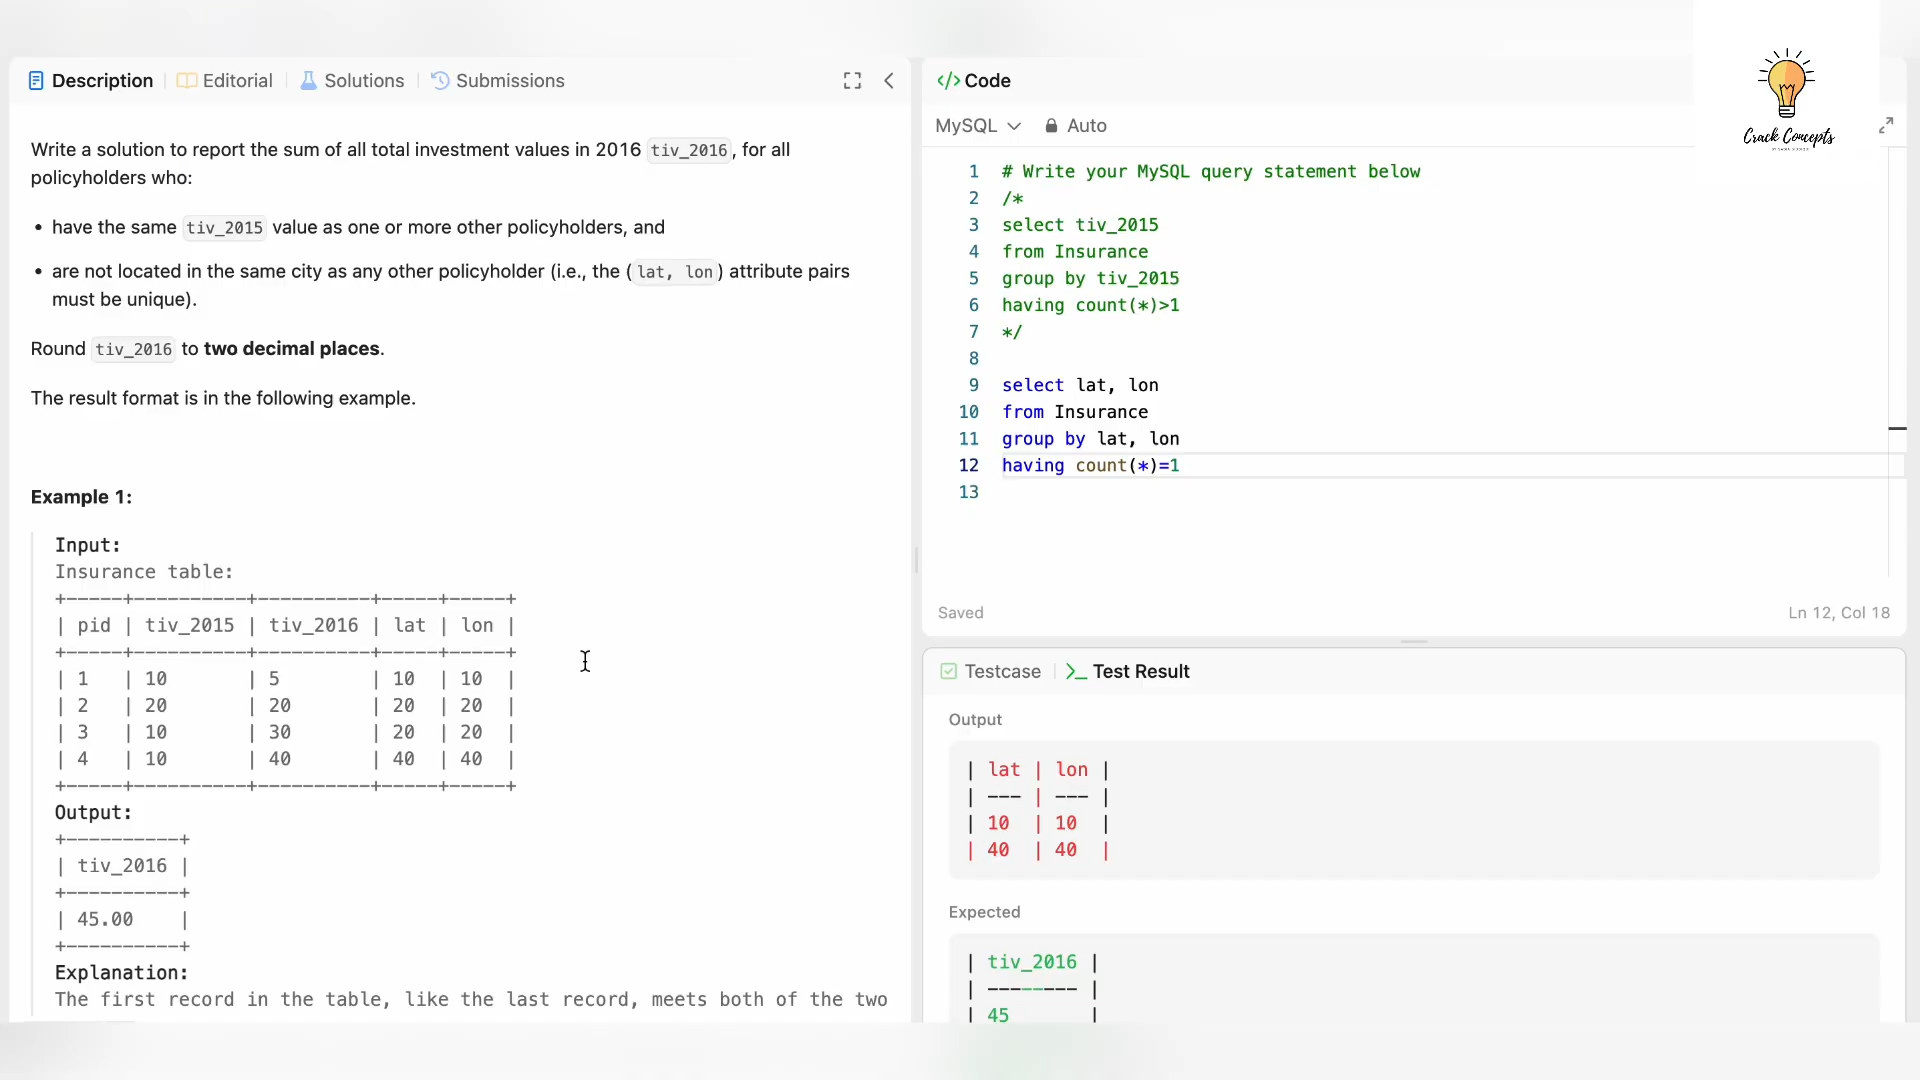 Description | Editorial | Solutions | Submissions
Write a solution to report the sum of all total investment values in 2016 tiv_2016, for all
policyholders who:
• have the same tiv_2015 value as one or more other policyholders, and
• are not located in the same city as any other policyholder (i.e., the (lat, lon) attribute pairs
must be unique).
Round tiv_2016 to two decimal places.
The result format is in the following example.
Example 1:
Input:
Insurance table:
+-----+----------+----------+-----+-----+
| pid | tiv_2015 | tiv_2016 | lat | lon |
+-----+----------+----------+-----+-----+
| 1   | 10       | 5        | 10  | 10  |
| 2   | 20       | 20       | 20  | 20  |
| 3   | 10       | 30       | 20  | 20  |
| 4   | 10       | 40       | 40  | 40  |
+-----+----------+----------+-----+-----+
Output:
+----------+
| tiv_2016 |
+----------+
| 45.00    |
+----------+
Explanation:
The first record in the table, like the last record, meets both of the two
</> Code
MySQL Auto
Crack Concepts
1 # Write your MySQL query statement below
2 /*
3 select tiv_2015
4 from Insurance
5 group by tiv_2015
6 having count(*)>1
7 */
8
9 select lat, lon
10 from Insurance
11 group by lat, lon
12 having count(*)=1
13
Saved Ln 12, Col 18
Testcase | >_ Test Result
Output
| lat | lon |
| --- | --- |
| 10  | 10  |
| 40  | 40  |
Expected
| tiv_2016 |
| -------- |
| 45       |